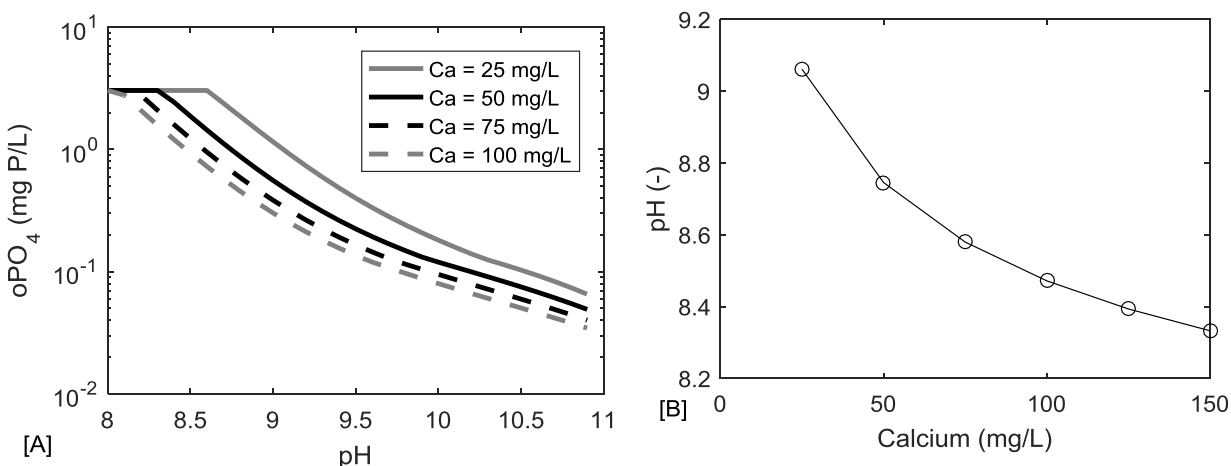 10^1
10^0
10^-1
10^-2
oPO_4 (mg P/L)
Ca = 25 mg/L
Ca = 50 mg/L
Ca = 75 mg/L
Ca = 100 mg/L
8 8.5 9 9.5 10 10.5 11
pH
[A]
9.2
9
8.8
8.6
8.4
8.2
pH (-)
0 50 100 150
Calcium (mg/L)
[B]